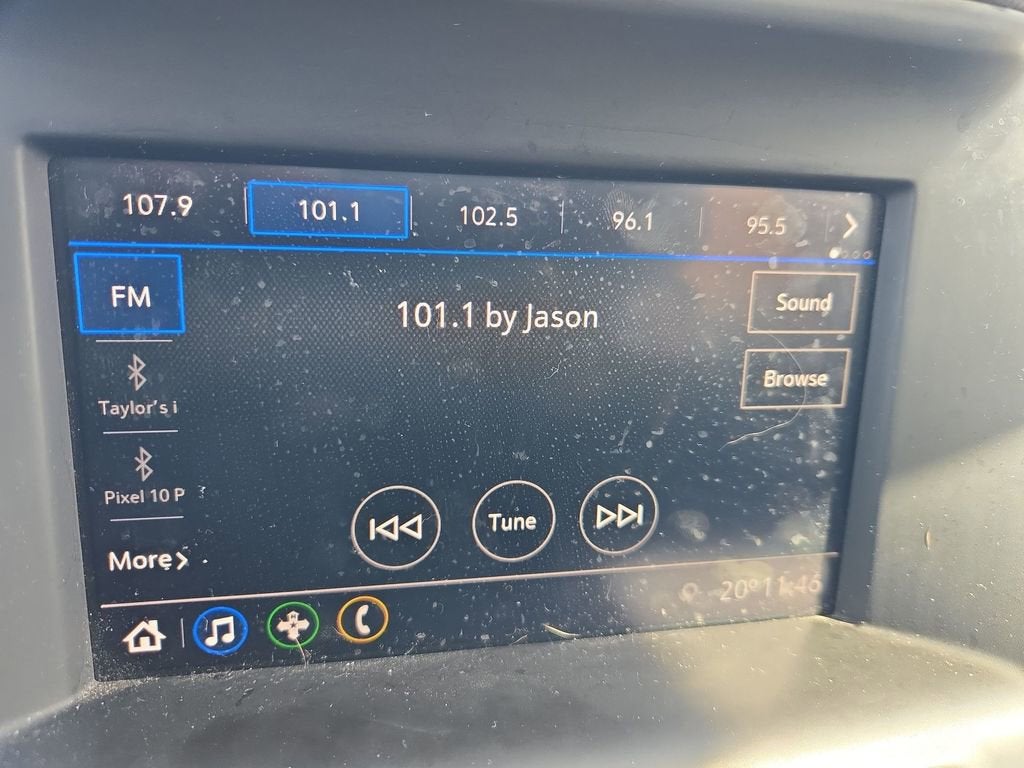 107.9 101.1 102.5 96.1 95.5
FM
101.1 by Jason
Sound
Browse
Taylor's i
Pixel 10 P
Tune
More
20° 11:46